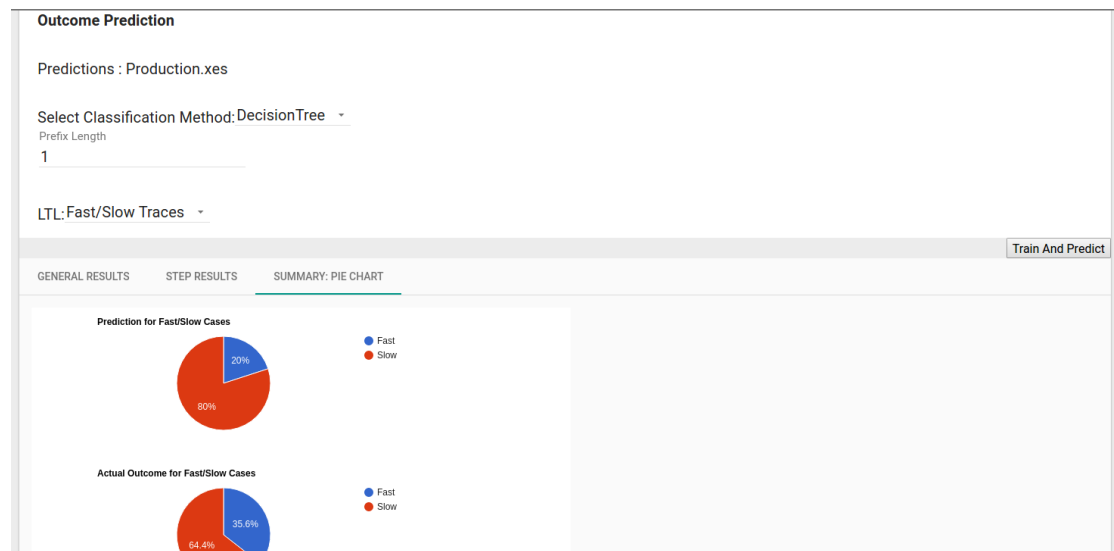 Outcome Prediction
Predictions : Production.xes
Select Classification Method: DecisionTree
Prefix Length
1
LTL: Fast/Slow Traces
Train And Predict
GENERAL RESULTS STEP RESULTS SUMMARY: PIE CHART
Prediction for Fast/Slow Cases
Fast
Slow
20%
80%
Actual Outcome for Fast/Slow Cases
Fast
Slow
35.6%
64.4%